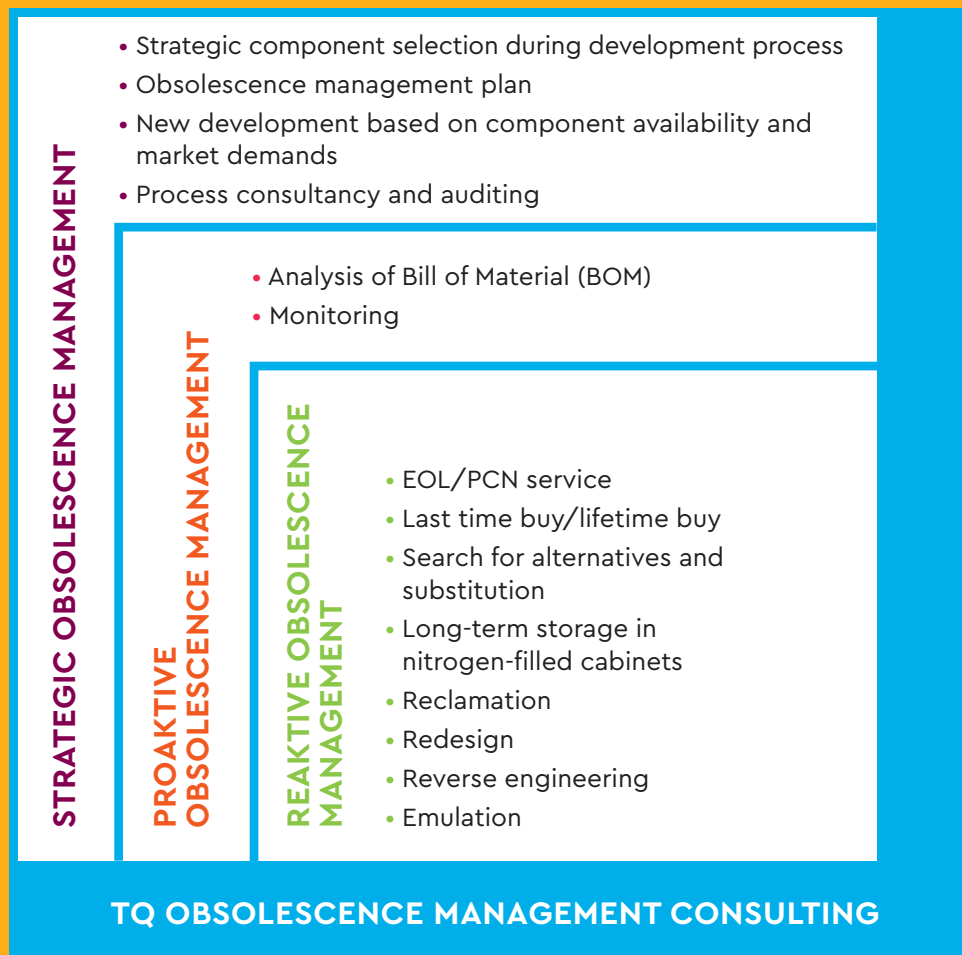 • Strategic component selection during development process
• Obsolescence management plan
• New development based on component availability and
market demands
• Process consultancy and auditing
STRATEGIC OBSOLESCENCE MANAGEMENT
• Analysis of Bill of Material (BOM)
• Monitoring
PROAKTIVE
OBSOLESCENCE MANAGEMENT
REAKTIVE OBSOLESCENCE
MANAGEMENT
• EOL/PCN service
• Last time buy/lifetime buy
• Search for alternatives and
substitution
• Long-term storage in
nitrogen-filled cabinets
• Reclamation
• Redesign
• Reverse engineering
• Emulation
TQ OBSOLESCENCE MANAGEMENT CONSULTING